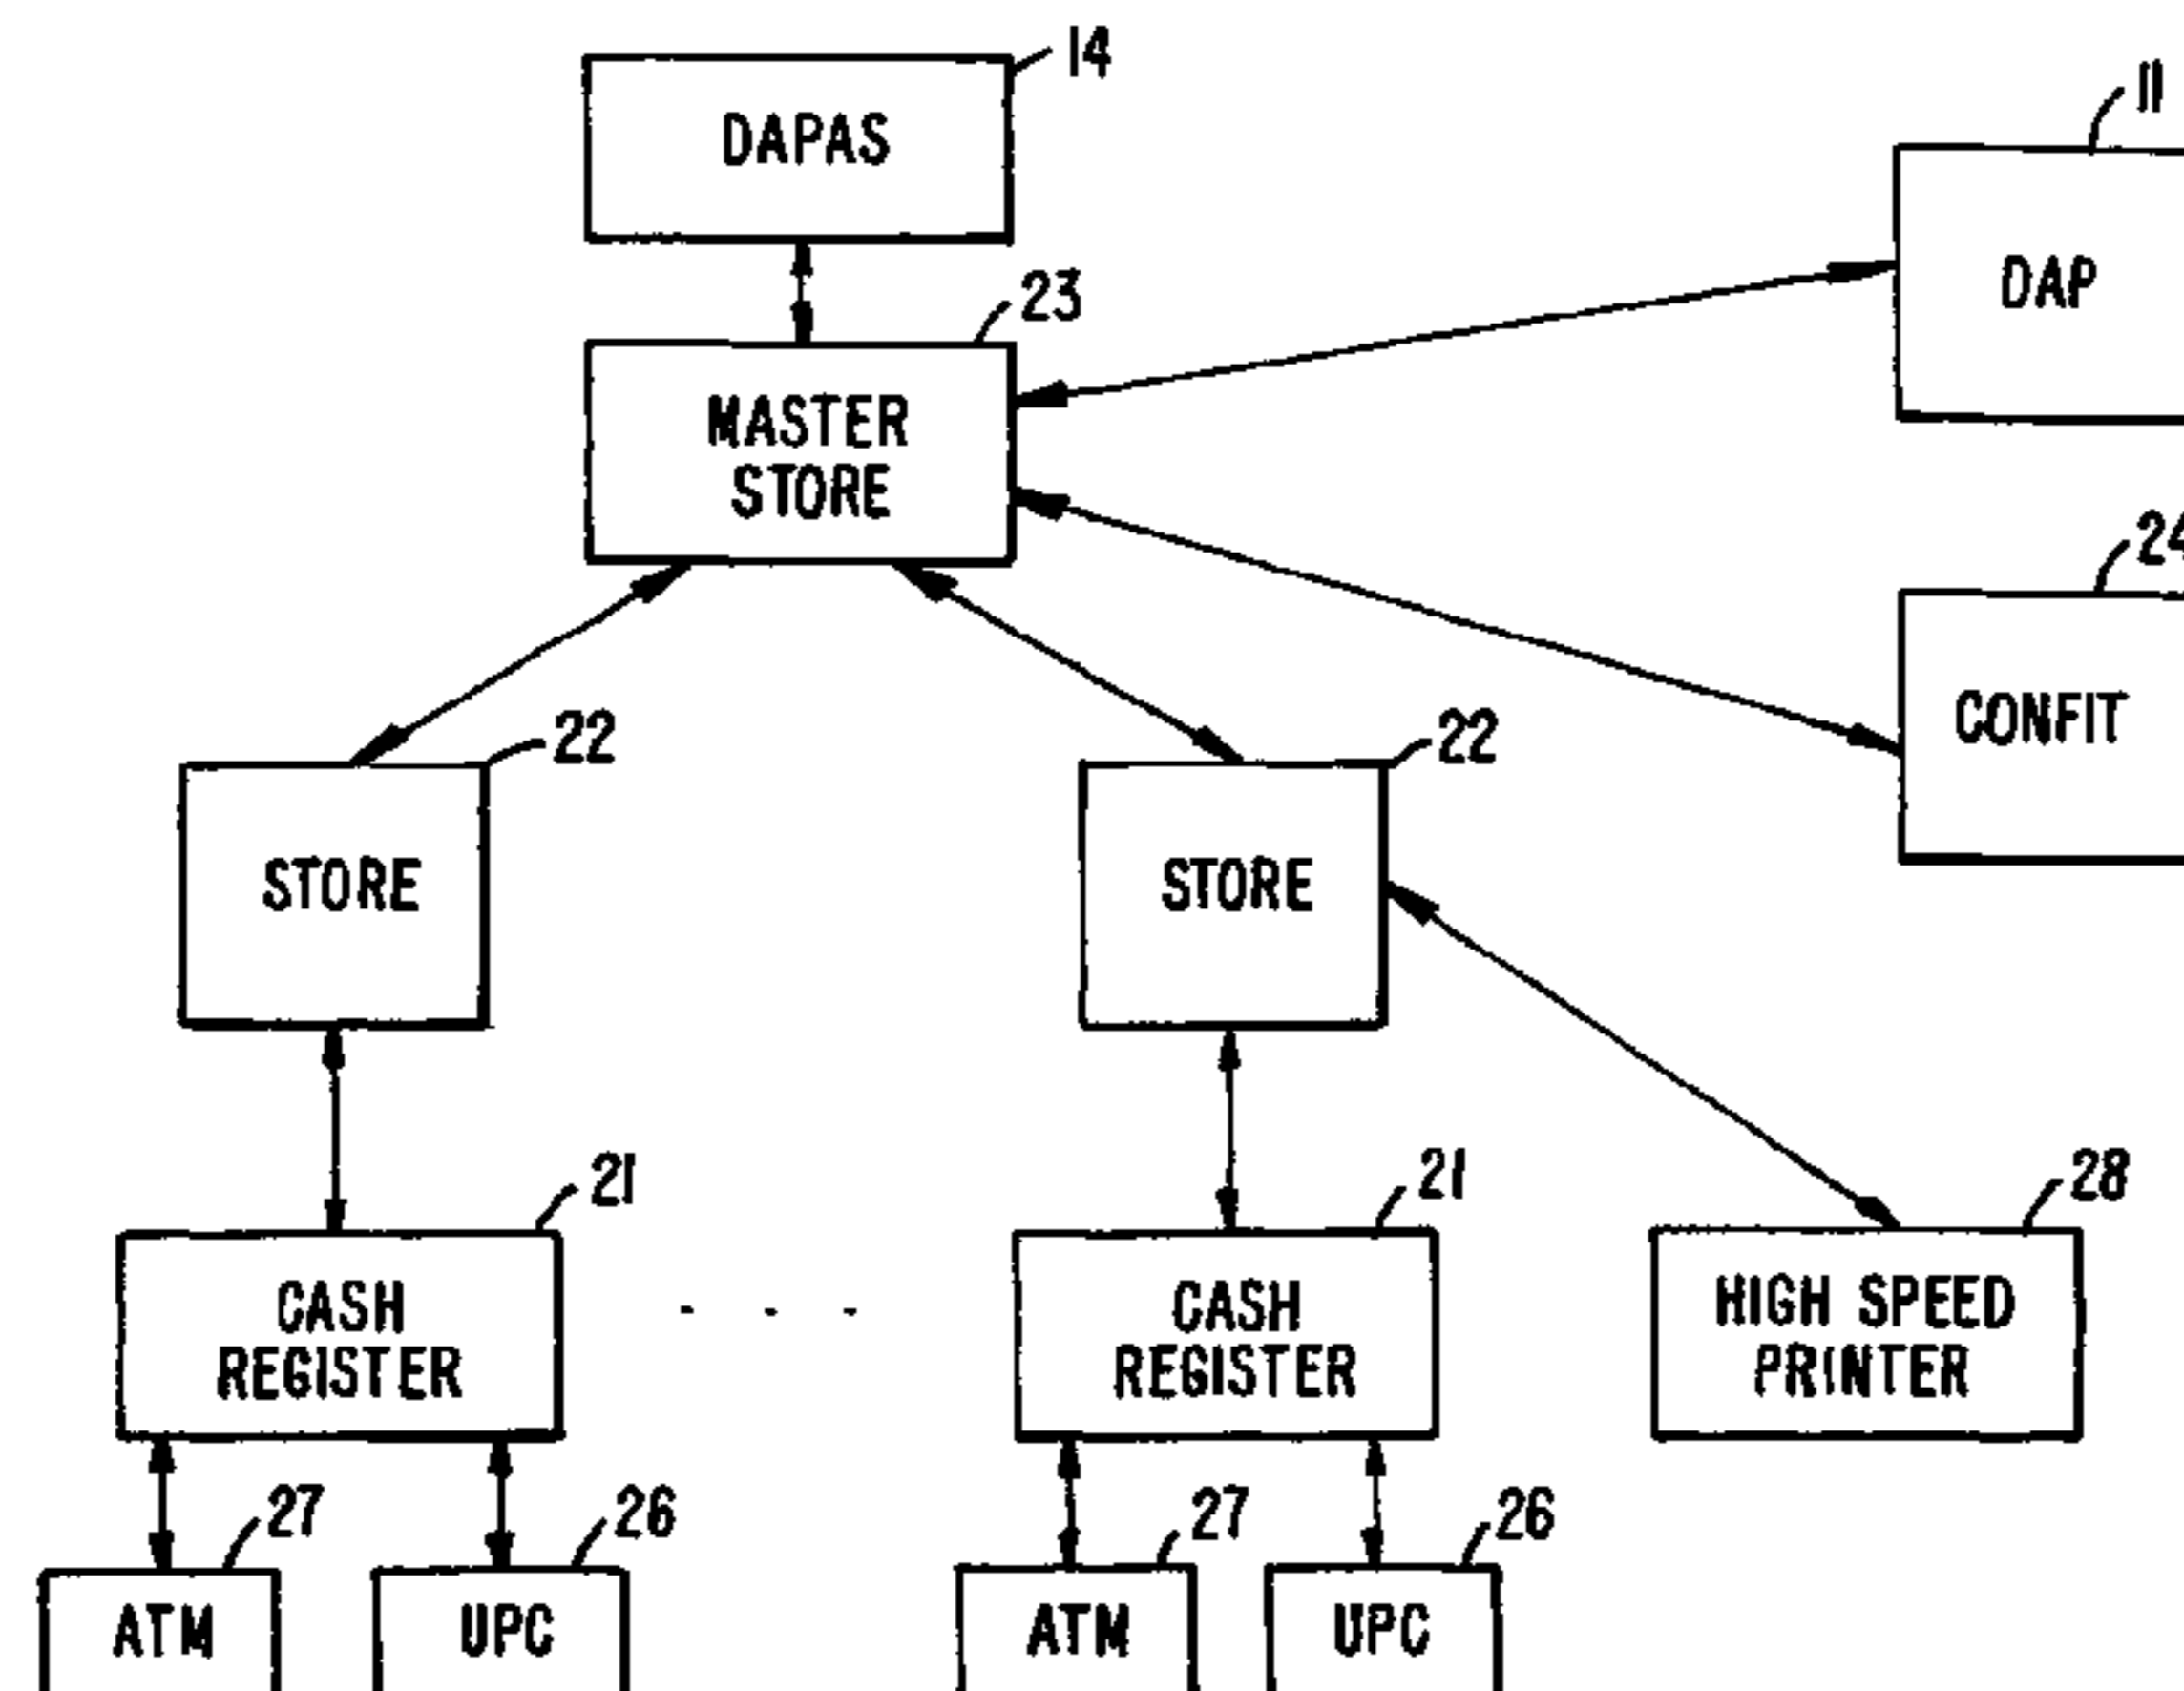 14
DAPAS
11
DAP
23
MASTER
STORE
24
CONFIT
22
STORE
22
STORE
21
CASH
REGISTER
. . .
21
CASH
REGISTER
28
HIGH SPEED
PRINTER
27
ATM
26
UPC
27
ATM
26
UPC